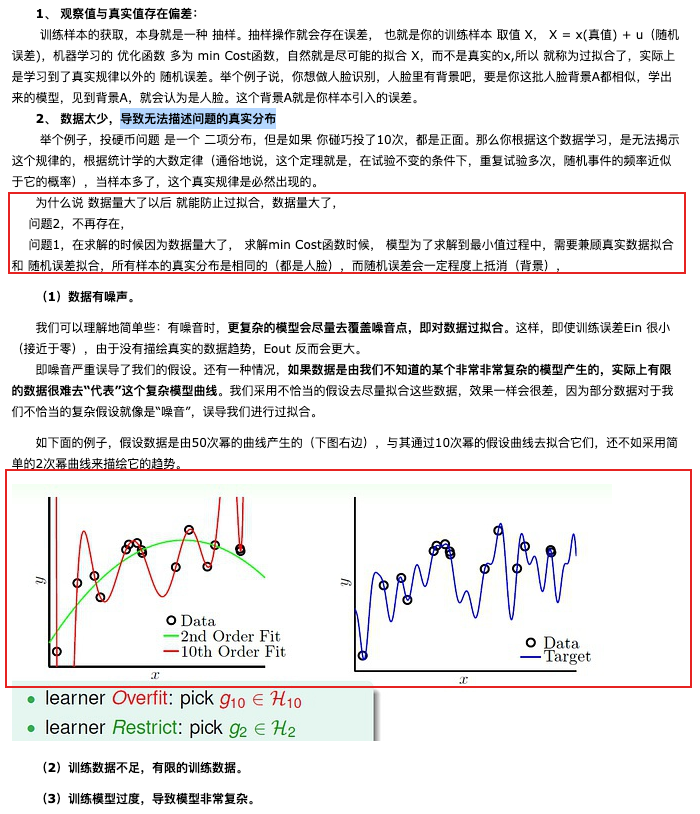 1、 观察值与真实值存在偏差：
训练样本的获取，本身就是一种 抽样。抽样操作就会存在误差， 也就是你的训练样本 取值 X， X = x(真值) + u（随机
误差)，机器学习的 优化函数 多为 min Cost函数，自然就是尽可能的拟合 X，而不是真实的x,所以 就称为过拟合了，实际上
是学习到了真实规律以外的 随机误差。举个例子说，你想做人脸识别，人脸里有背景吧，要是你这批人脸背景A都相似，学出
来的模型，见到背景A，就会认为是人脸。这个背景A就是你样本引入的误差。
2、 数据太少，导致无法描述问题的真实分布
举个例子，投硬币问题 是一个 二项分布，但是如果 你碰巧投了10次，都是正面。那么你根据这个数据学习，是无法揭示
这个规律的，根据统计学的大数定律（通俗地说，这个定理就是，在试验不变的条件下，重复试验多次，随机事件的频率近似
于它的概率），当样本多了，这个真实规律是必然出现的。
为什么说 数据量大了以后 就能防止过拟合，数据量大了，
问题2，不再存在，
问题1，在求解的时候因为数据量大了， 求解min Cost函数时候， 模型为了求解到最小值过程中，需要兼顾真实数据拟合
和 随机误差拟合，所有样本的真实分布是相同的（都是人脸），而随机误差会一定程度上抵消（背景），
（1）数据有噪声。
我们可以理解地简单些：有噪音时，更复杂的模型会尽量去覆盖噪音点，即对数据过拟合。这样，即使训练误差Ein 很小
（接近于零），由于没有描绘真实的数据趋势，Eout 反而会更大。
即噪音严重误导了我们的假设。还有一种情况，如果数据是由我们不知道的某个非常非常复杂的模型产生的，实际上有限
的数据很难去“代表”这个复杂模型曲线。我们采用不恰当的假设去尽量拟合这些数据，效果一样会很差，因为部分数据对于我
们不恰当的复杂假设就像是“噪音”，误导我们进行过拟合。
如下面的例子，假设数据是由50次幂的曲线产生的（下图右边），与其通过10次幂的假设曲线去拟合它们，还不如采用简
单的2次幂曲线来描绘它的趋势。
y
Data
2nd Order Fit
10th Order Fit
x
y
Data
Target
x
• learner Overfit: pick g10 ∈ H10
• learner Restrict: pick g2 ∈ H2
（2）训练数据不足，有限的训练数据。
（3）训练模型过度，导致模型非常复杂。